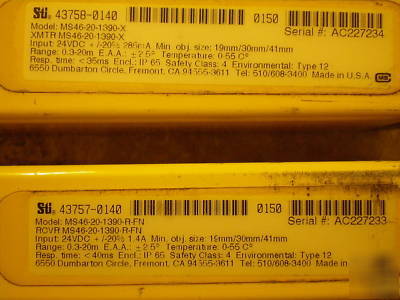 Sti 43758-0140 0150
Model: MS46-20-1390-X
XMTR MS46-20-1390-X Serial #: AC227234
Input: 24VDC +/-20% 285mA Min. obj. size: 19mm/30mm/41mm
Range: 0.3-20m E.A.A.: ±2.5° Temperature: 0-55 C°
Resp. time: <35ms Encl.: IP 65 Safety Class: 4 Environmental: Type 12
6550 Dumbarton Circle, Fremont, CA 94555-3611 Tel: 510/608-3400 Made in U.S.A.
Sti 43757-0140 0150
Model: MS46-20-1390-R-FN
RCVR MS46-20-1390-R-FN Serial #: AC227233
Input: 24VDC +/-20% 1.4A Min. obj. size: 19mm/30mm/41mm
Range: 0.3-20m E.A.A.: ±2.5° Temperature: 0-55 C°
Resp. time: <40ms Encl.: IP 65 Safety Class: 4 Environmental: Type 12
6550 Dumbarton Circle, Fremont, CA 94555-3611 Tel: 510/608-3400 Made in U.S.A.